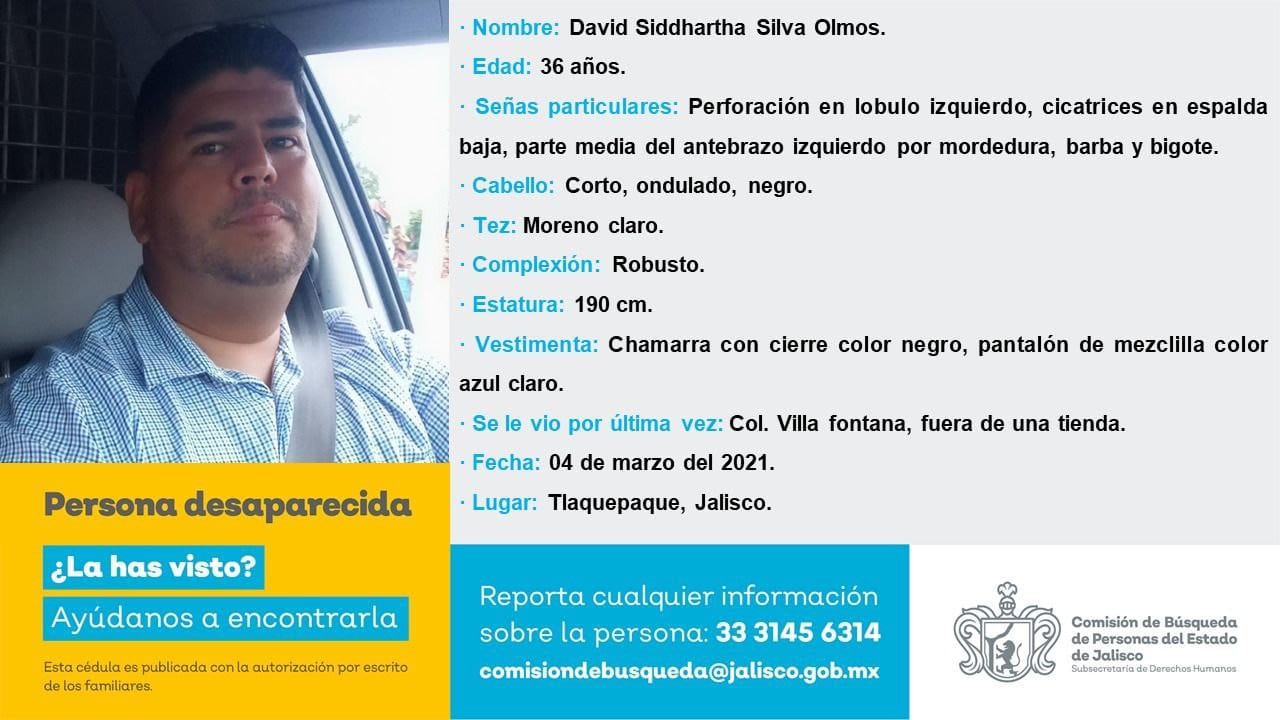 · Nombre: David Siddhartha Silva Olmos.
· Edad: 36 años.
· Señas particulares: Perforación en lobulo izquierdo, cicatrices en espalda
baja, parte media del antebrazo izquierdo por mordedura, barba y bigote.
· Cabello: Corto, ondulado, negro.
· Tez: Moreno claro.
· Complexión: Robusto.
· Estatura: 190 cm.
· Vestimenta: Chamarra con cierre color negro, pantalón de mezclilla color
azul claro.
· Se le vio por última vez: Col. Villa fontana, fuera de una tienda.
· Fecha: 04 de marzo del 2021.
· Lugar: Tlaquepaque, Jalisco.
Persona desaparecida
¿La has visto?
Ayúdanos a encontrarla
Esta cédula es publicada con la autorización por escrito
de los familiares.
Reporta cualquier información
sobre la persona: 33 3145 6314
comisiondebusqueda@jalisco.gob.mx
Comisión de Búsqueda
de Personas del Estado
de Jalisco
Subsecretaría de Derechos Humanos